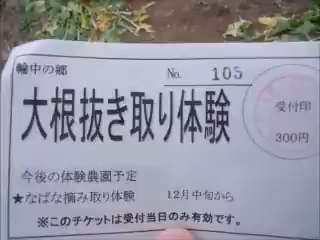 輪中の郷
No. 105
大根抜き取り体験
受付印
300円
今後の体験農園予定
★なばな摘み取り体験 12月中旬から
※このチケットは受付当日のみ有効です。